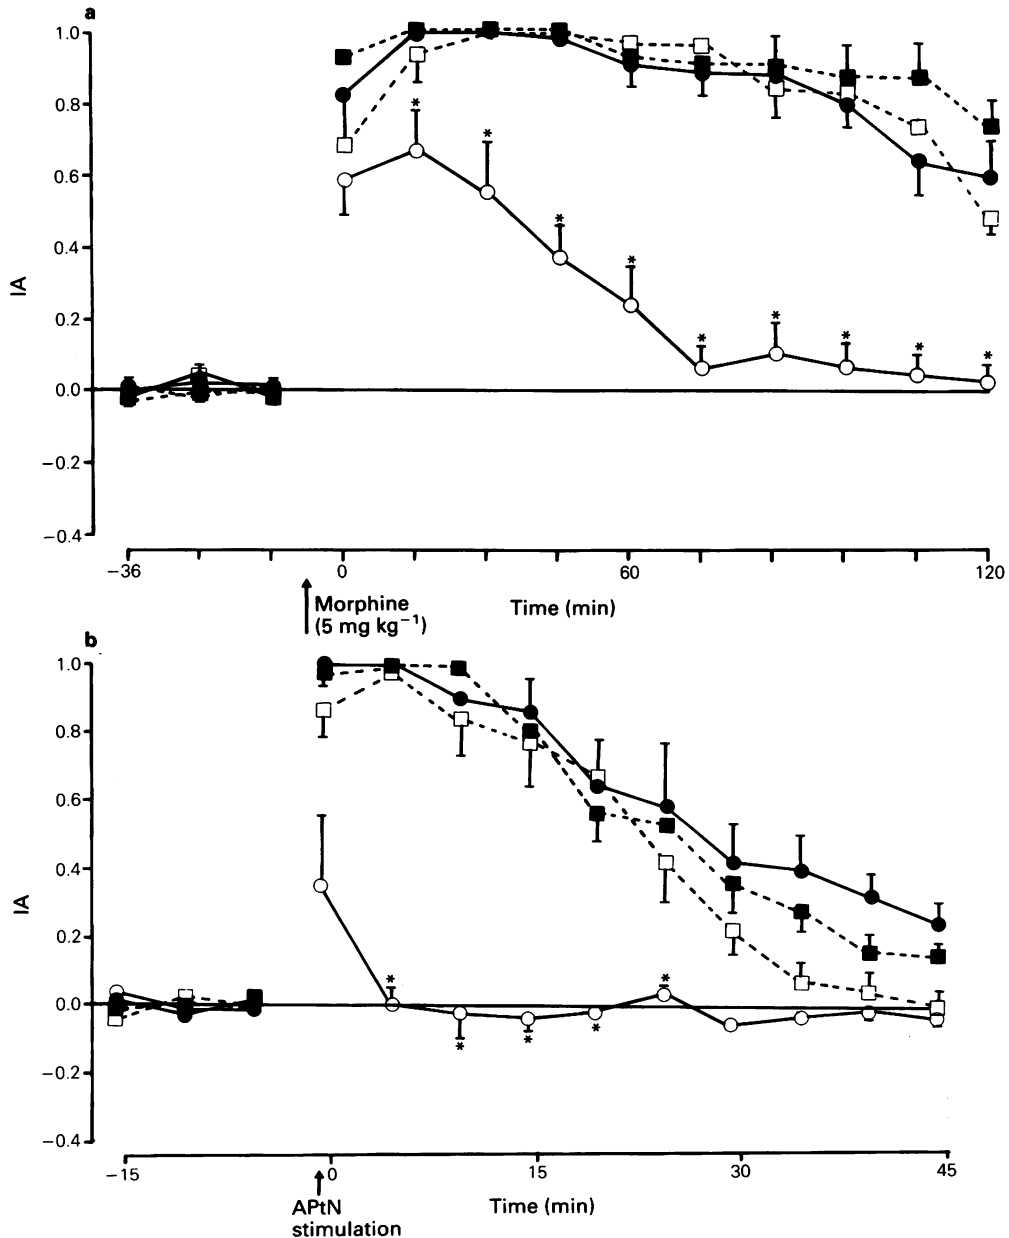 a
1.0
0.8
0.6
0.4
0.2
0.0
−0.2
−0.4
IA
* * * * * * * * *
−36 0 60 120
Morphine
(5 mg kg⁻¹)
Time (min)
b
1.0
0.8
0.6
0.4
0.2
0.0
−0.2
−0.4
IA
* * * * *
−15 0 15 30 45
APtN
stimulation
Time (min)